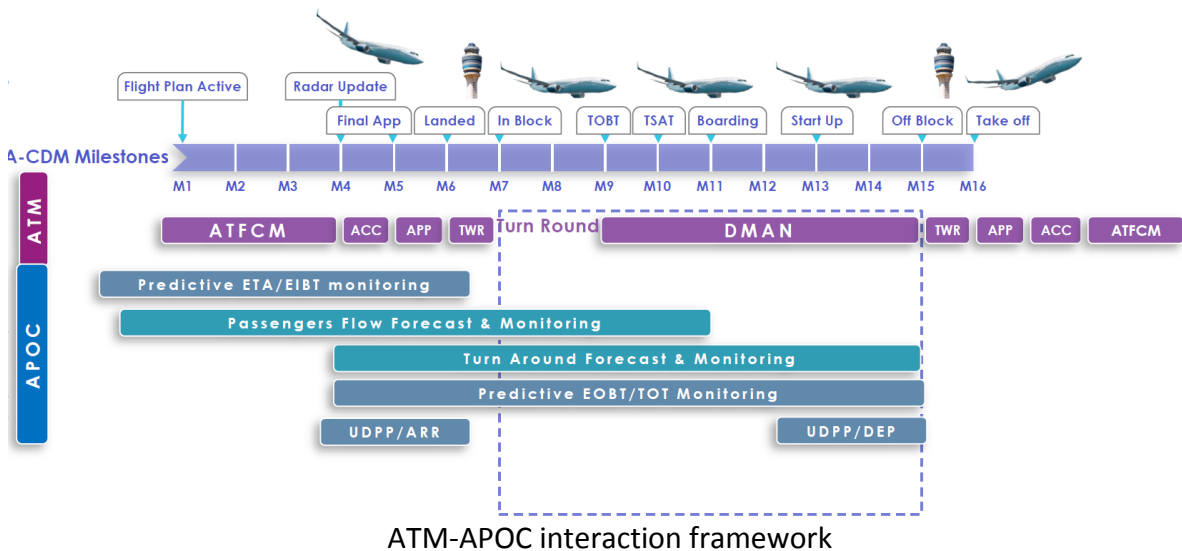 Flight Plan Active
Radar Update
Final App
Landed
In Block
TOBT
TSAT
Boarding
Start Up
Off Block
Take off
A-CDM Milestones
M1 M2 M3 M4 M5 M6 M7 M8 M9 M10 M11 M12 M13 M14 M15 M16
ATM
ATFCM ACC APP TWR Turn Round DMAN TWR APP ACC ATFCM
APOC
Predictive ETA/EIBT monitoring
Passengers Flow Forecast & Monitoring
Turn Around Forecast & Monitoring
Predictive EOBT/TOT Monitoring
UDPP/ARR UDPP/DEP
ATM-APOC interaction framework